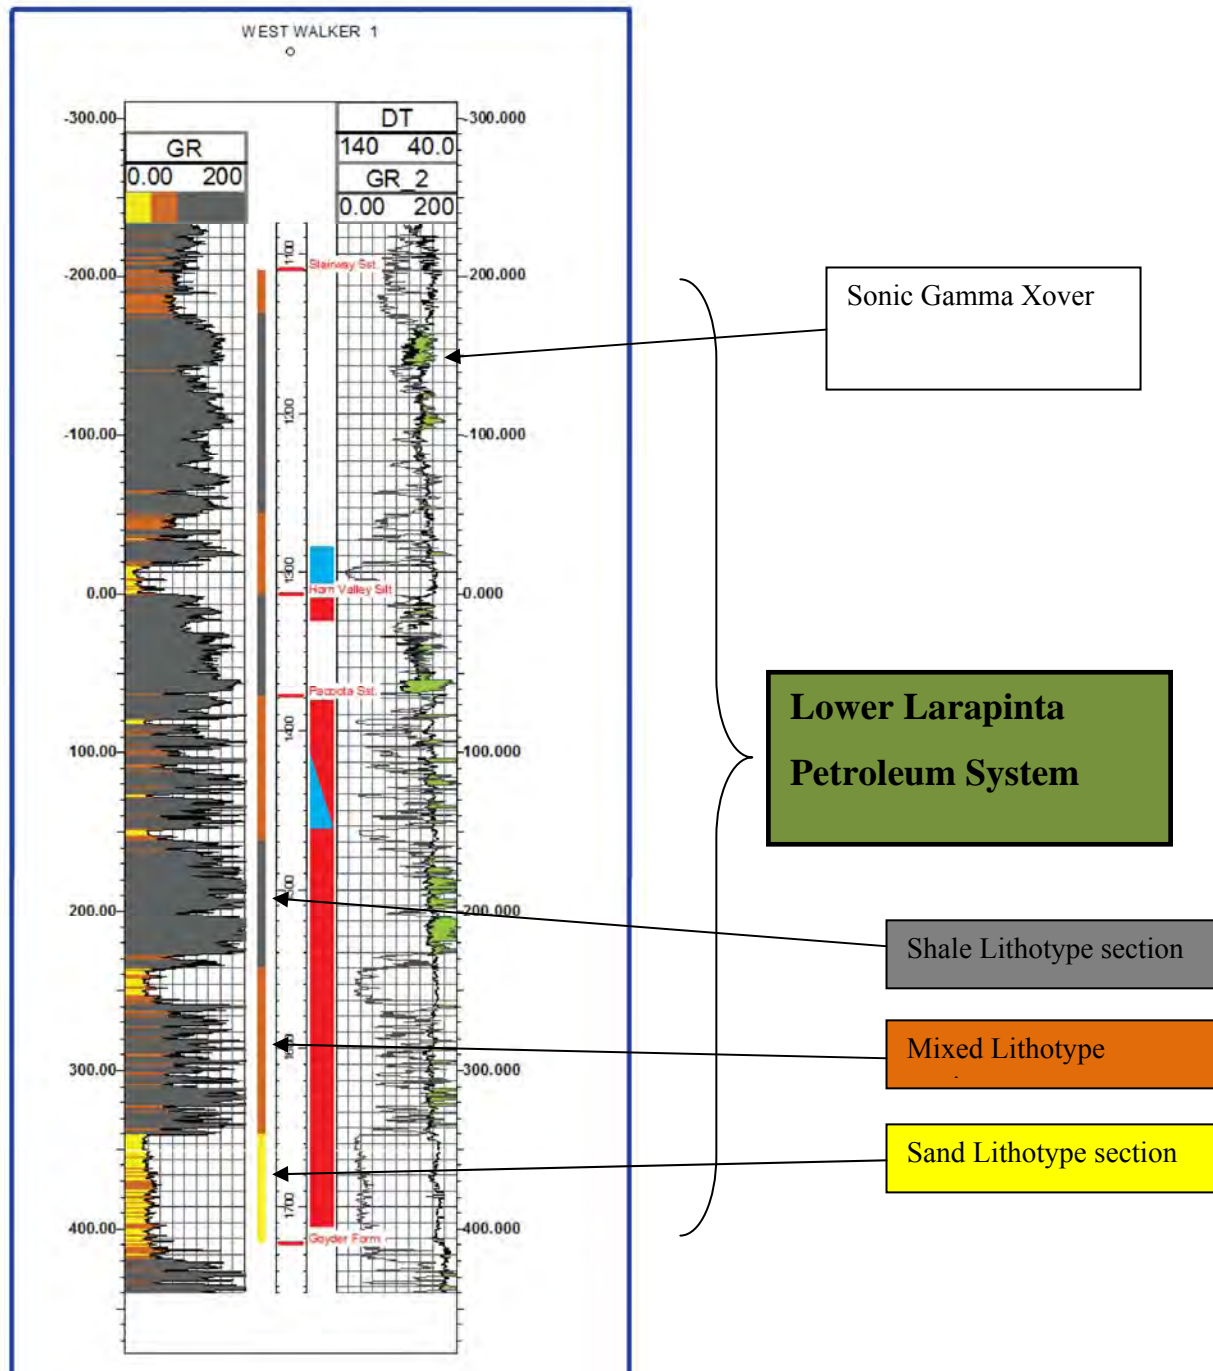 WEST WALKER 1
DT
140 40.0
GR
0.00 200
GR_2
0.00 200
-300.00
-300.000
1100
Stairway Sst.
-200.00
-200.000
Sonic Gamma Xover
1200
-100.00
-100.000
1300
Horn Valley Silt
0.00
0.000
Pacoota Sst.
Lower Larapinta
Petroleum System
1400
100.00
100.000
200.00
200.000
Shale Lithotype section
1600
Mixed Lithotype
300.00
300.000
Sand Lithotype section
1700
400.00
400.000
Goyder Form